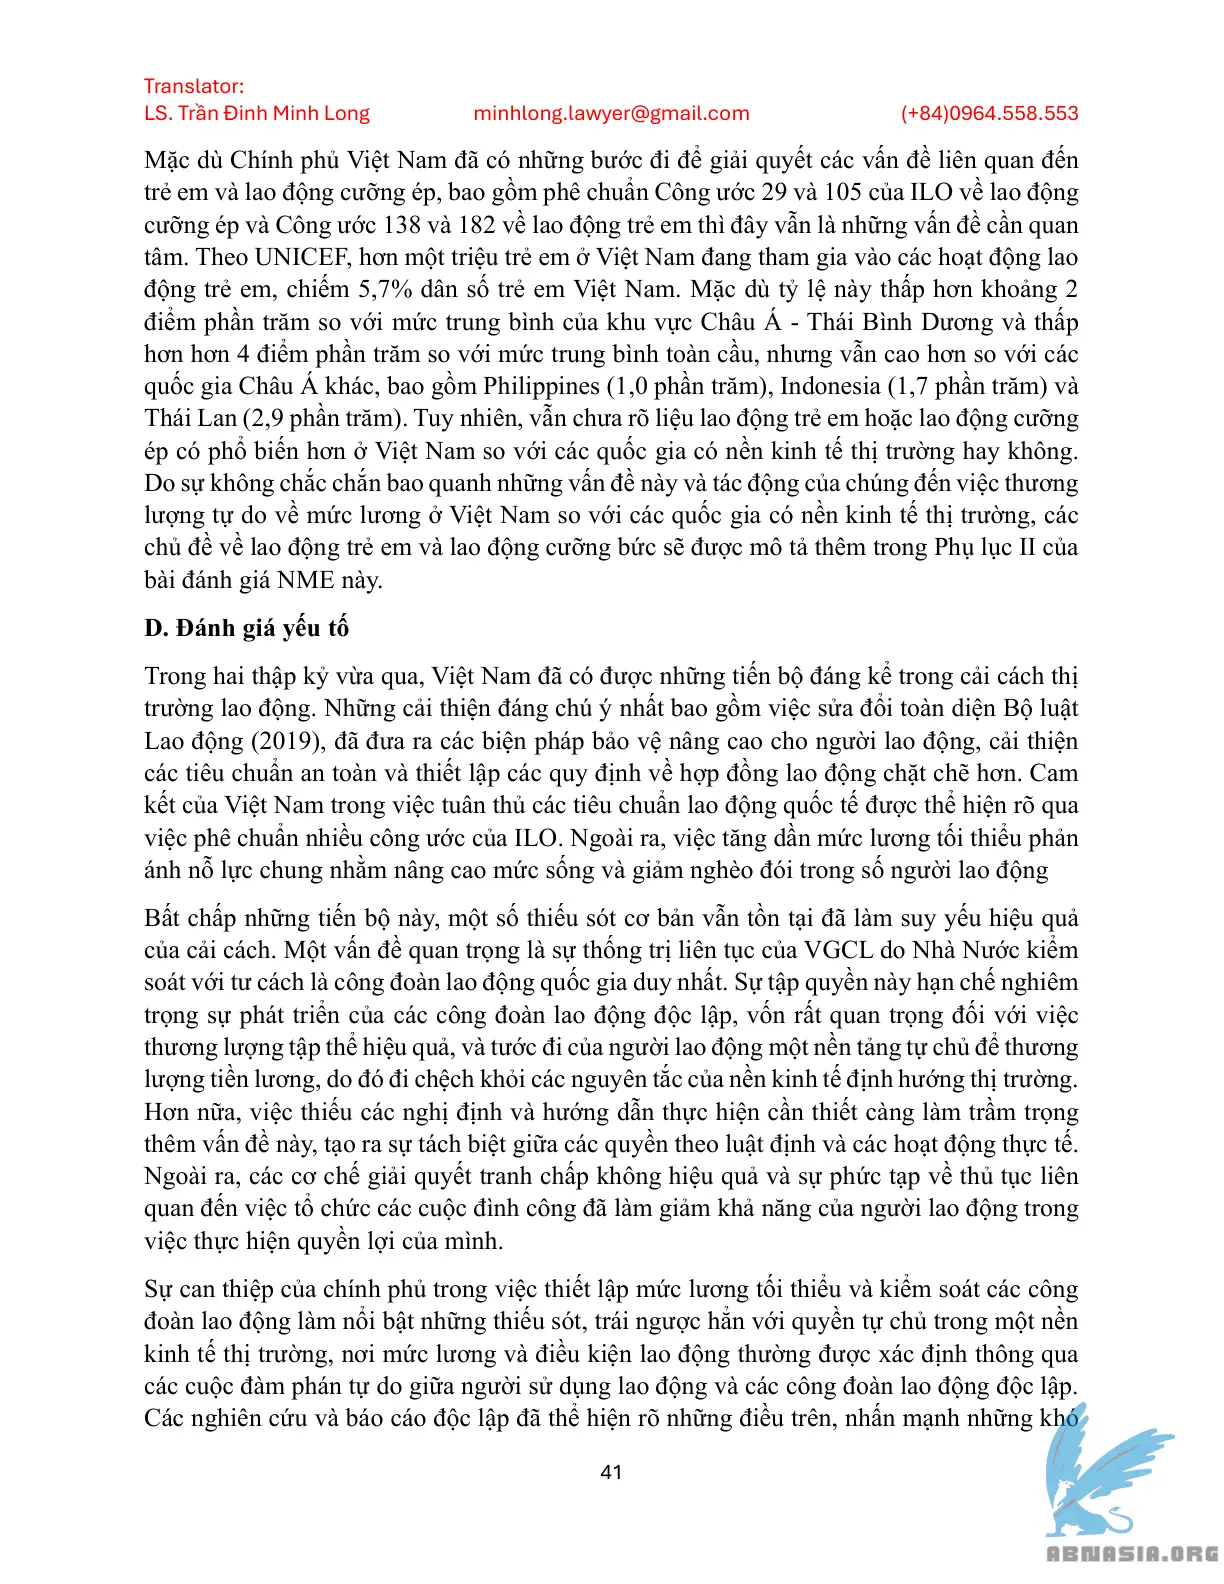 Translator:
LS. Trần Đinh Minh Long minhlong.lawyer@gmail.com (+84)0964.558.553
Mặc dù Chính phủ Việt Nam đã có những bước đi để giải quyết các vấn đề liên quan đến
trẻ em và lao động cưỡng ép, bao gồm phê chuẩn Công ước 29 và 105 của ILO về lao động
cưỡng ép và Công ước 138 và 182 về lao động trẻ em thì đây vẫn là những vấn đề cần quan
tâm. Theo UNICEF, hơn một triệu trẻ em ở Việt Nam đang tham gia vào các hoạt động lao
động trẻ em, chiếm 5,7% dân số trẻ em Việt Nam. Mặc dù tỷ lệ này thấp hơn khoảng 2
điểm phần trăm so với mức trung bình của khu vực Châu Á - Thái Bình Dương và thấp
hơn hơn 4 điểm phần trăm so với mức trung bình toàn cầu, nhưng vẫn cao hơn so với các
quốc gia Châu Á khác, bao gồm Philippines (1,0 phần trăm), Indonesia (1,7 phần trăm) và
Thái Lan (2,9 phần trăm). Tuy nhiên, vẫn chưa rõ liệu lao động trẻ em hoặc lao động cưỡng
ép có phổ biến hơn ở Việt Nam so với các quốc gia có nền kinh tế thị trường hay không.
Do sự không chắc chắn bao quanh những vấn đề này và tác động của chúng đến việc thương
lượng tự do về mức lương ở Việt Nam so với các quốc gia có nền kinh tế thị trường, các
chủ đề về lao động trẻ em và lao động cưỡng bức sẽ được mô tả thêm trong Phụ lục II của
bài đánh giá NME này.
D. Đánh giá yếu tố
Trong hai thập kỷ vừa qua, Việt Nam đã có được những tiến bộ đáng kể trong cải cách thị
trường lao động. Những cải thiện đáng chú ý nhất bao gồm việc sửa đổi toàn diện Bộ luật
Lao động (2019), đã đưa ra các biện pháp bảo vệ nâng cao cho người lao động, cải thiện
các tiêu chuẩn an toàn và thiết lập các quy định về hợp đồng lao động chặt chẽ hơn. Cam
kết của Việt Nam trong việc tuân thủ các tiêu chuẩn lao động quốc tế được thể hiện rõ qua
việc phê chuẩn nhiều công ước của ILO. Ngoài ra, việc tăng dần mức lương tối thiểu phản
ánh nỗ lực chung nhằm nâng cao mức sống và giảm nghèo đói trong số người lao động
Bất chấp những tiến bộ này, một số thiếu sót cơ bản vẫn tồn tại đã làm suy yếu hiệu quả
của cải cách. Một vấn đề quan trọng là sự thống trị liên tục của VGCL do Nhà Nước kiểm
soát với tư cách là công đoàn lao động quốc gia duy nhất. Sự tập quyền này hạn chế nghiêm
trọng sự phát triển của các công đoàn lao động độc lập, vốn rất quan trọng đối với việc
thương lượng tập thể hiệu quả, và tước đi của người lao động một nền tảng tự chủ để thương
lượng tiền lương, do đó đi chệch khỏi các nguyên tắc của nền kinh tế định hướng thị trường.
Hơn nữa, việc thiếu các nghị định và hướng dẫn thực hiện cần thiết càng làm trầm trọng
thêm vấn đề này, tạo ra sự tách biệt giữa các quyền theo luật định và các hoạt động thực tế.
Ngoài ra, các cơ chế giải quyết tranh chấp không hiệu quả và sự phức tạp về thủ tục liên
quan đến việc tổ chức các cuộc đình công đã làm giảm khả năng của người lao động trong
việc thực hiện quyền lợi của mình.
Sự can thiệp của chính phủ trong việc thiết lập mức lương tối thiểu và kiểm soát các công
đoàn lao động làm nổi bật những thiếu sót, trái ngược hẳn với quyền tự chủ trong một nền
kinh tế thị trường, nơi mức lương và điều kiện lao động thường được xác định thông qua
các cuộc đàm phán tự do giữa người sử dụng lao động và các công đoàn lao động độc lập.
Các nghiên cứu và báo cáo độc lập đã thể hiện rõ những điều trên, nhấn mạnh những khó
41
ABNASIA.ORG